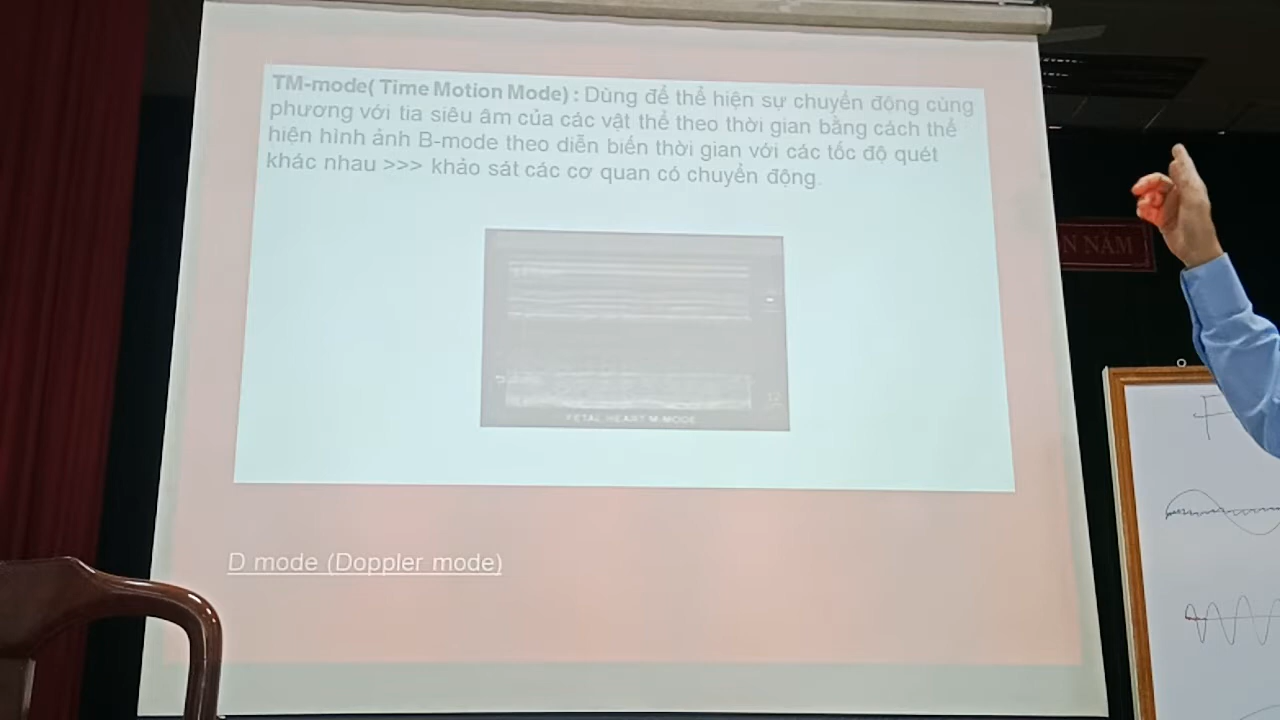 TM-mode( Time Motion Mode) : Dùng để thể hiện sự chuyển động cùng
phương với tia siêu âm của các vật thể theo thời gian bằng cách thể
hiện hình ảnh B-mode theo diễn biến thời gian với các tốc độ quét
khác nhau >>> khảo sát các cơ quan có chuyển động.
12
FETAL HEART M-MODE
D mode (Doppler mode)
N NĂM
F